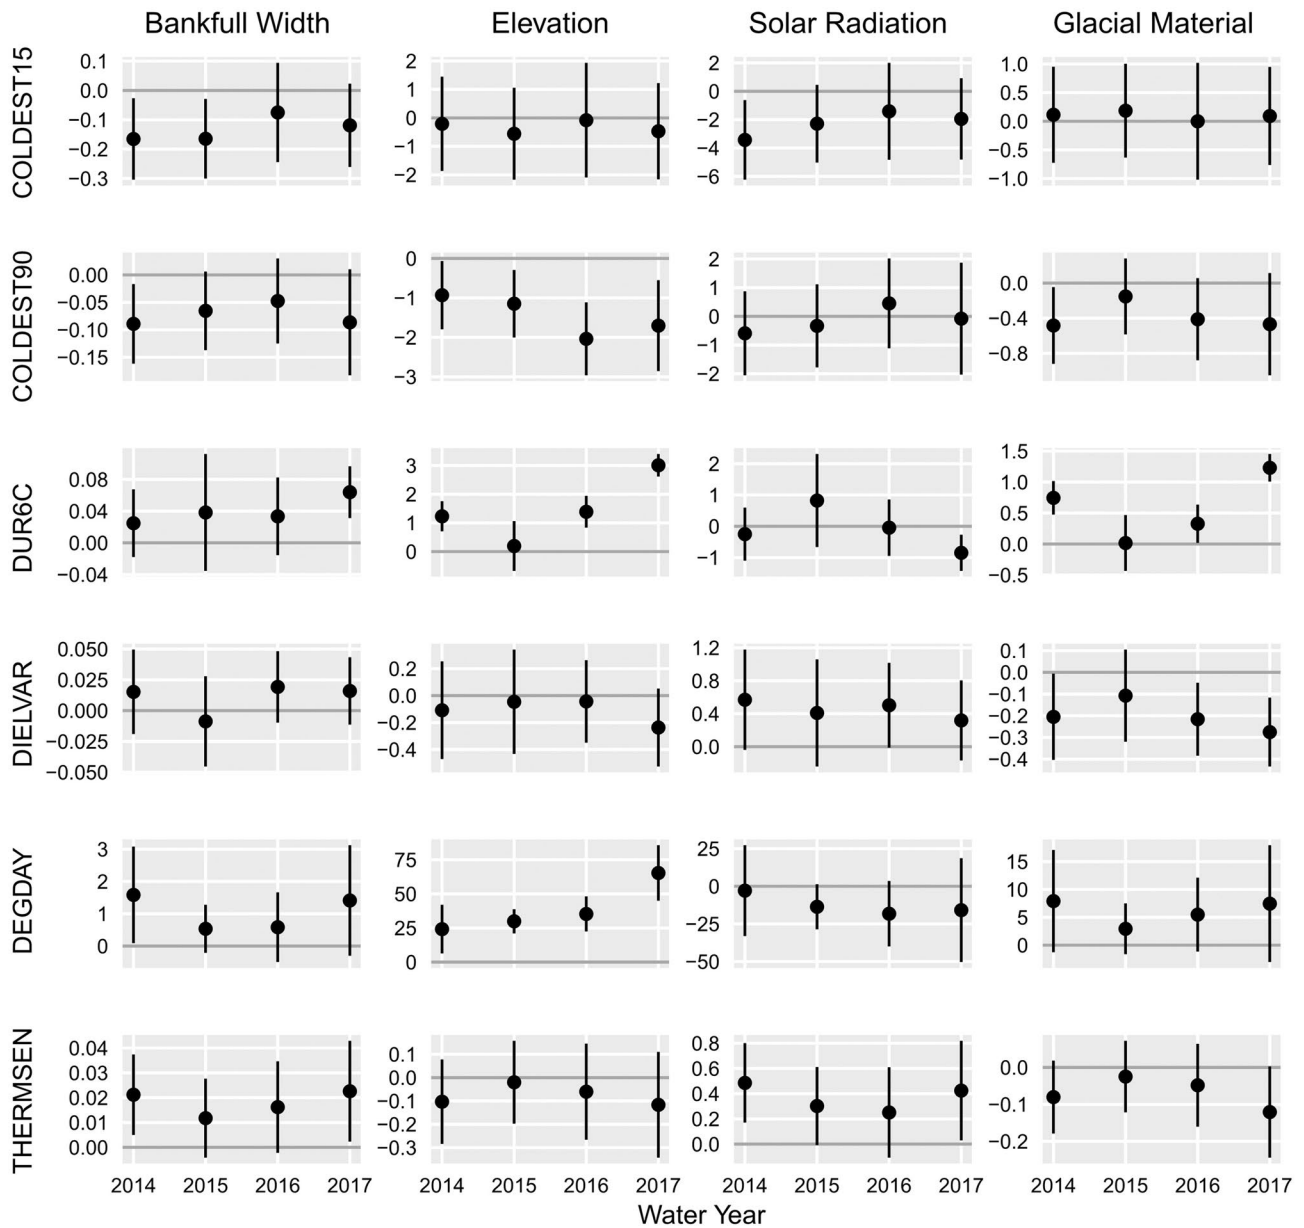 Bankfull Width Elevation Solar Radiation Glacial Material
COLDEST15
0.1 0.0 −0.1 −0.2 −0.3
2 1 0 −1 −2
2 0 −2 −4 −6
1.0 0.5 0.0 −0.5 −1.0
COLDEST90
0.00 −0.05 −0.10 −0.15
0 −1 −2 −3
2 1 0 −1 −2
0.0 −0.4 −0.8
DUR6C
0.08 0.04 0.00 −0.04
3 2 1 0
2 1 0 −1
1.5 1.0 0.5 0.0 −0.5
DIELVAR
0.050 0.025 0.000 −0.025 −0.050
0.2 0.0 −0.2 −0.4
1.2 0.8 0.4 0.0
0.1 0.0 −0.1 −0.2 −0.3 −0.4
DEGDAY
3 2 1 0
75 50 25 0
25 0 −25 −50
15 10 5 0
THERMSEN
0.04 0.03 0.02 0.01 0.00
0.1 0.0 −0.1 −0.2 −0.3
0.8 0.6 0.4 0.2 0.0
0.0 −0.1 −0.2
2014 2015 2016 2017 2014 2015 2016 2017 2014 2015 2016 2017 2014 2015 2016 2017
Water Year